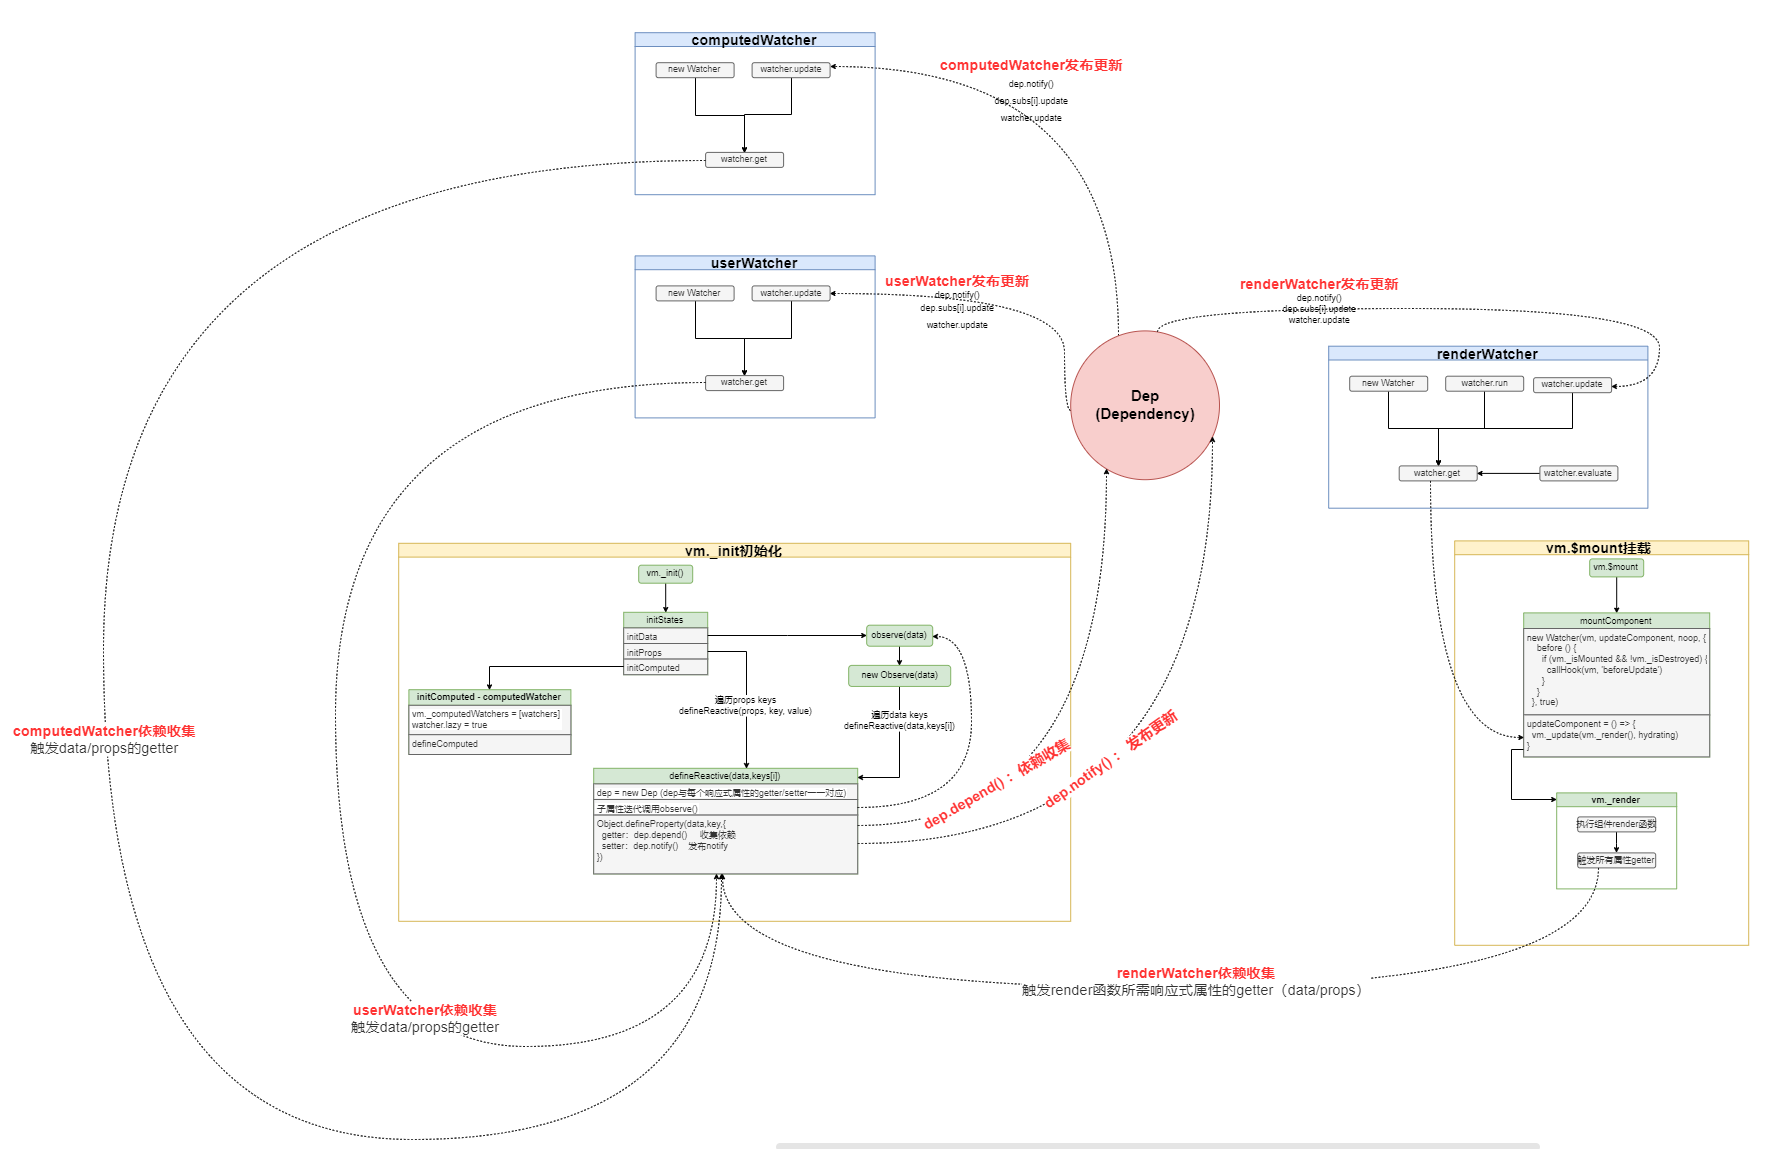 computedWatcher
new Watcher
watcher.update
watcher.get
computedWatcher发布更新
dep.notify()
dep.subs[i].update
watcher.update
userWatcher
new Watcher
watcher.update
watcher.get
userWatcher发布更新
dep.notify()
dep.subs[i].update
watcher.update
renderWatcher发布更新
dep.notify()
dep.subs[i].update
watcher.update
Dep
(Dependency)
renderWatcher
new Watcher
watcher.run
watcher.update
watcher.get
watcher.evaluate
vm._init初始化
vm._init()
initStates
initData
initProps
initComputed
observe(data)
new Observe(data)
initComputed - computedWatcher
vm._computedWatchers = [watchers]
watcher.lazy = true
defineComputed
遍历props keys
defineReactive(props, key, value)
遍历data keys
defineReactive(data,keys[i])
defineReactive(data,keys[i])
dep = new Dep (dep与每个响应式属性的getter/setter一一对应)
子属性迭代调用observe()
Object.defineProperty(data,key,{
getter：dep.depend() 收集依赖
setter：dep.notify() 发布notify
})
dep.depend() ：依赖收集
dep.notify() ：发布更新
vm.$mount挂载
vm.$mount
mountComponent
new Watcher(vm, updateComponent, noop, {
before () {
if (vm._isMounted && !vm._isDestroyed) {
callHook(vm, 'beforeUpdate')
}
}
}, true)
updateComponent = () => {
vm._update(vm._render(), hydrating)
}
vm._render
执行组件render函数
触发所有属性getter
computedWatcher依赖收集
触发data/props的getter
userWatcher依赖收集
触发data/props的getter
renderWatcher依赖收集
触发render函数所需响应式属性的getter（data/props）